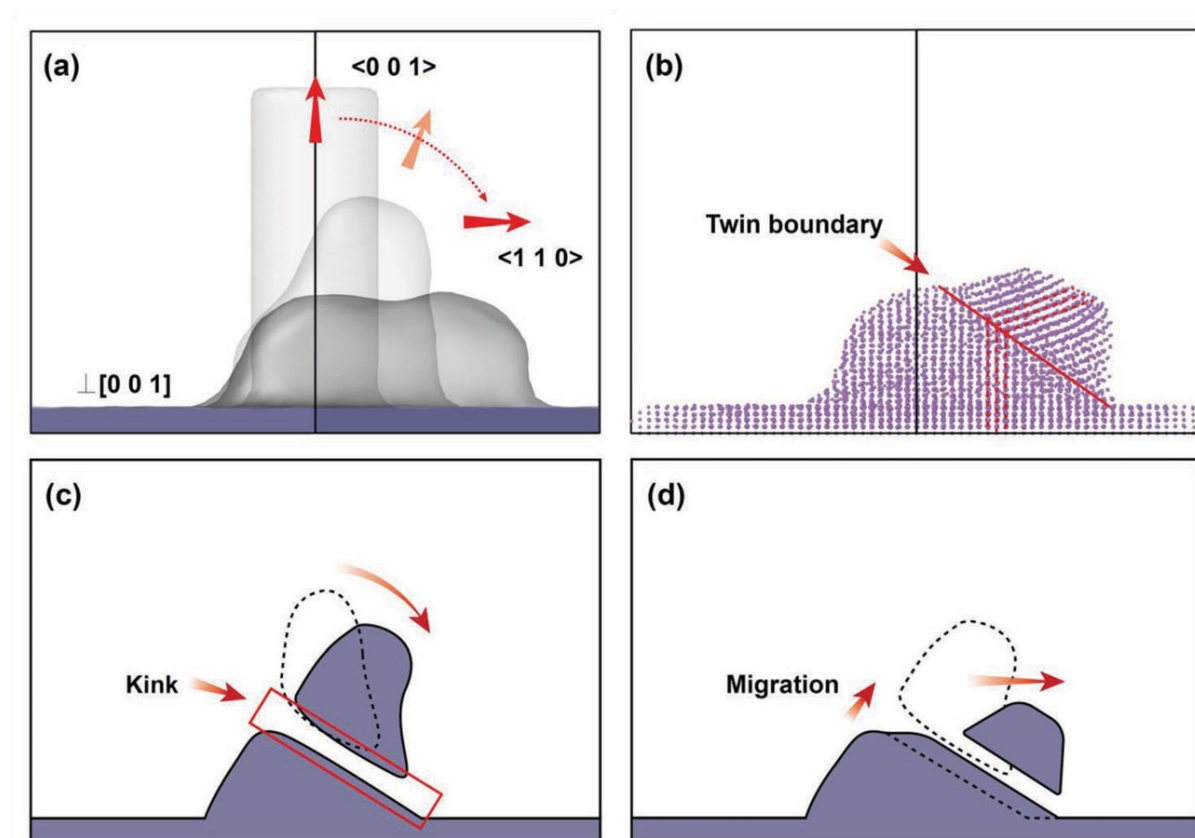 (a)
<0 0 1>
<1 1 0>
⊥[0 0 1]
(b)
Twin boundary
(c)
Kink
(d)
Migration